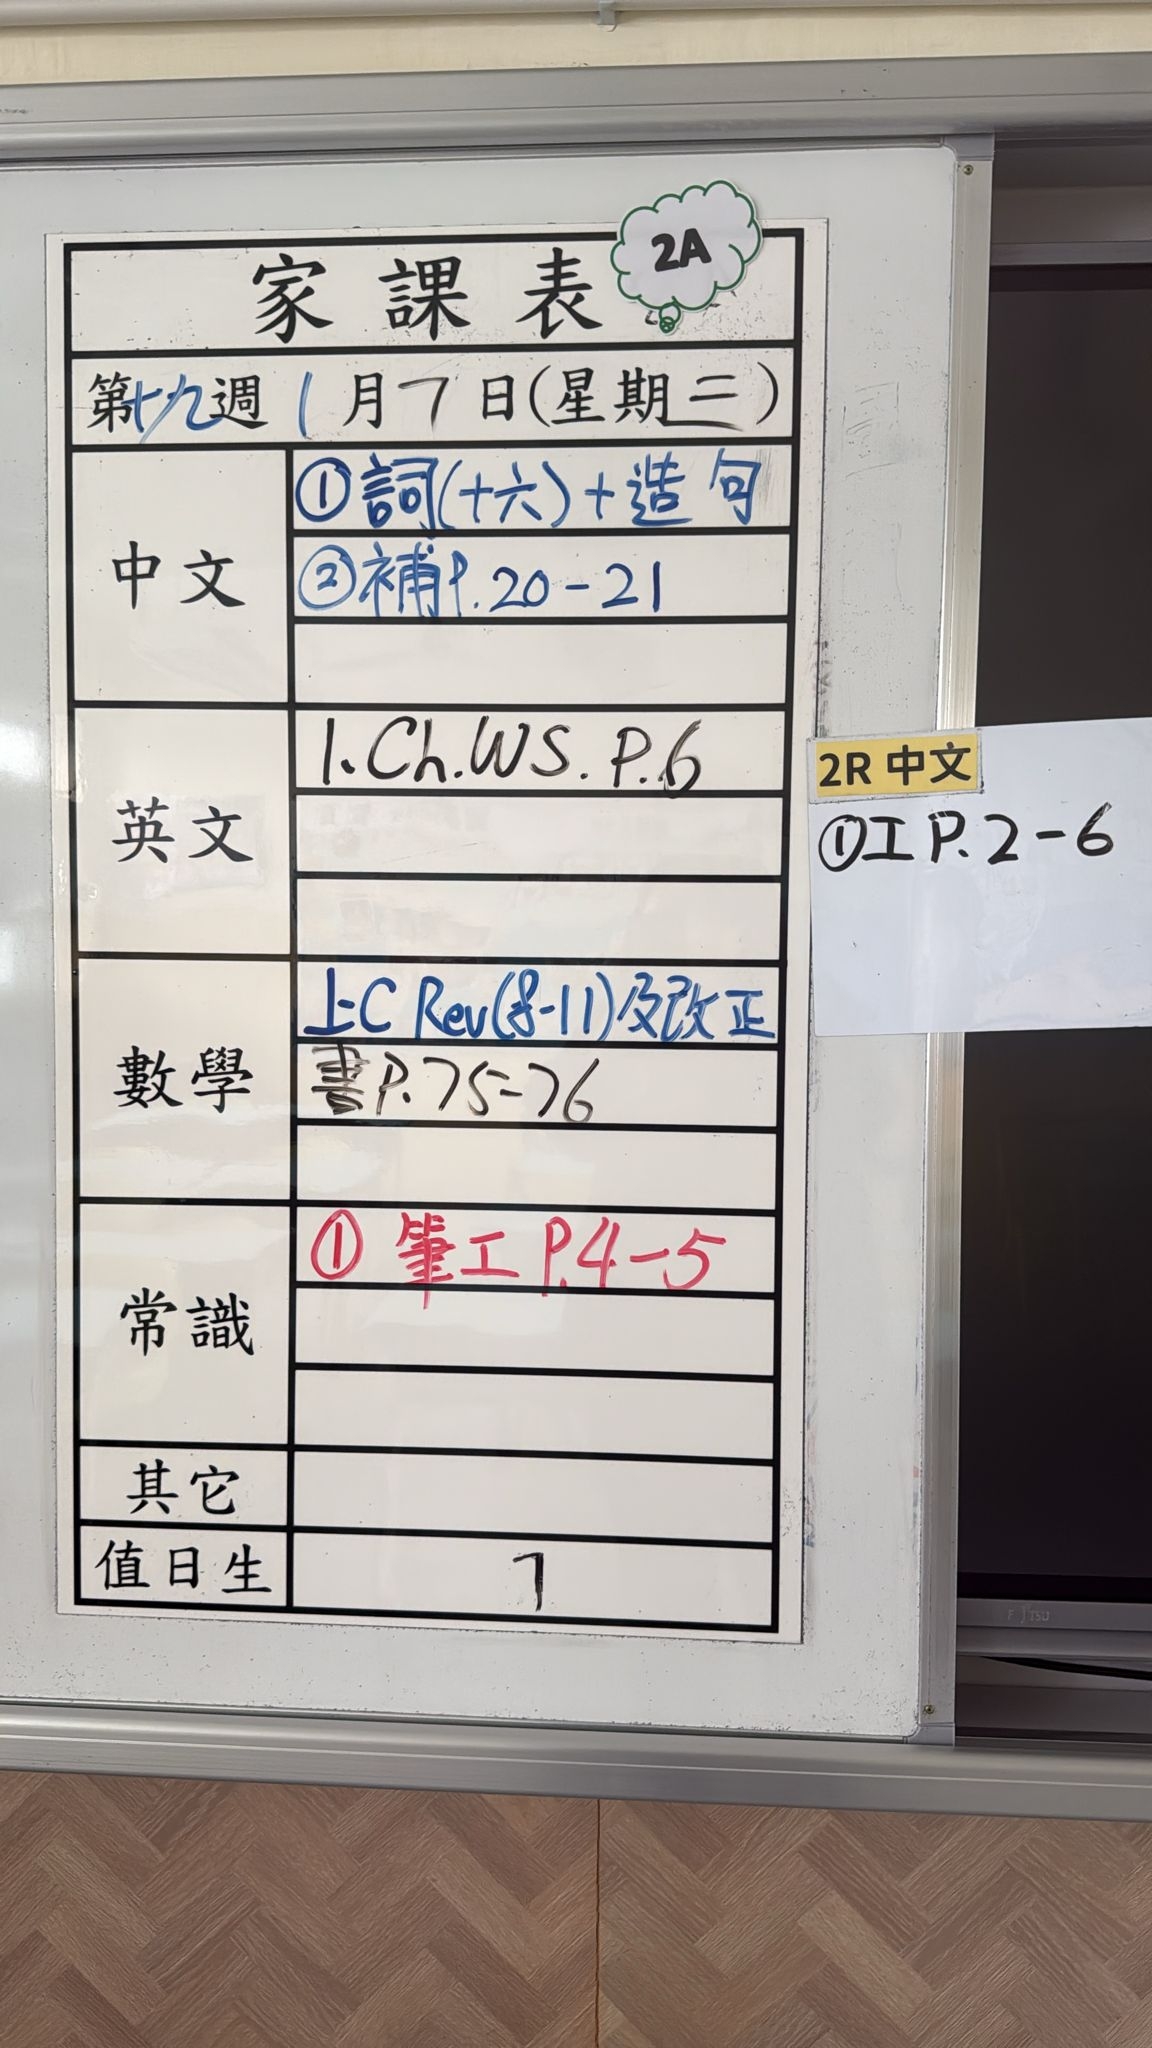 2A
家課表
第十九週 1月7日(星期三)
中文
① 詞(十六)+造句
② 補P.20-21
英文
1. Ch.WS. P.6
2R 中文
① 工 P.2-6
數學
上C Rev(8-11)及改正
書P.75-76
常識
① 筆工 P.4-5
其它
值日生
7